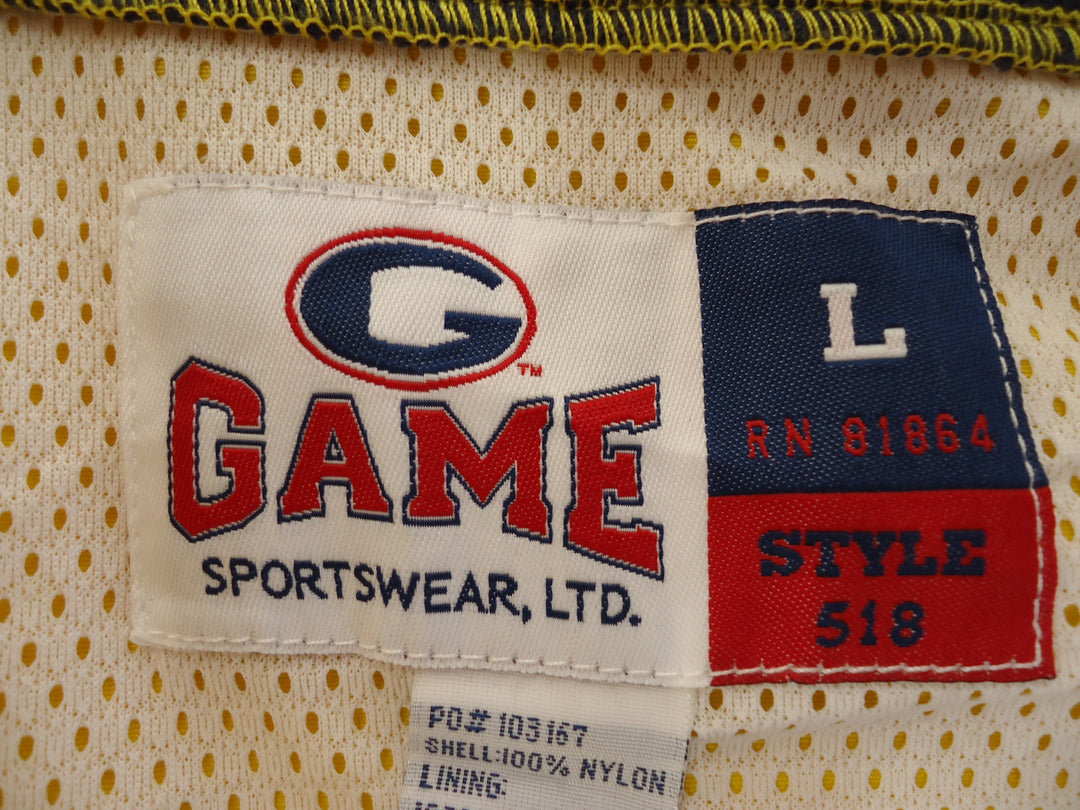 G
TM
GAME
SPORTSWEAR, LTD.
L
RN 81864
STYLE
518
PO# 103167
SHELL:100% NYLON
LINING: